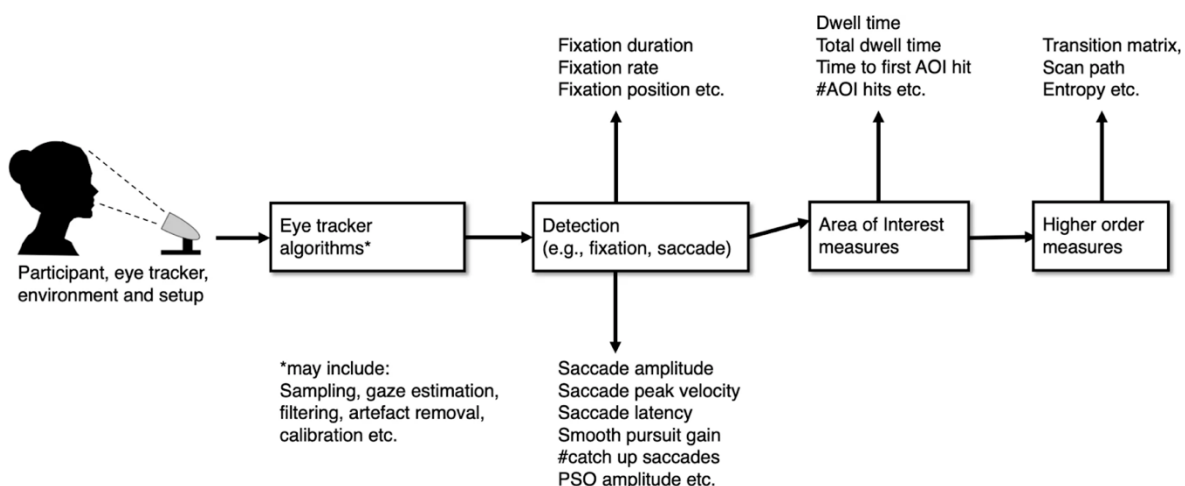 Fixation duration
Fixation rate
Fixation position etc.
Dwell time
Total dwell time
Time to first AOI hit
#AOI hits etc.
Transition matrix,
Scan path
Entropy etc.
Participant, eye tracker,
environment and setup
Eye tracker
algorithms*
Detection
(e.g., fixation, saccade)
Area of Interest
measures
Higher order
measures
*may include:
Sampling, gaze estimation,
filtering, artefact removal,
calibration etc.
Saccade amplitude
Saccade peak velocity
Saccade latency
Smooth pursuit gain
#catch up saccades
PSO amplitude etc.